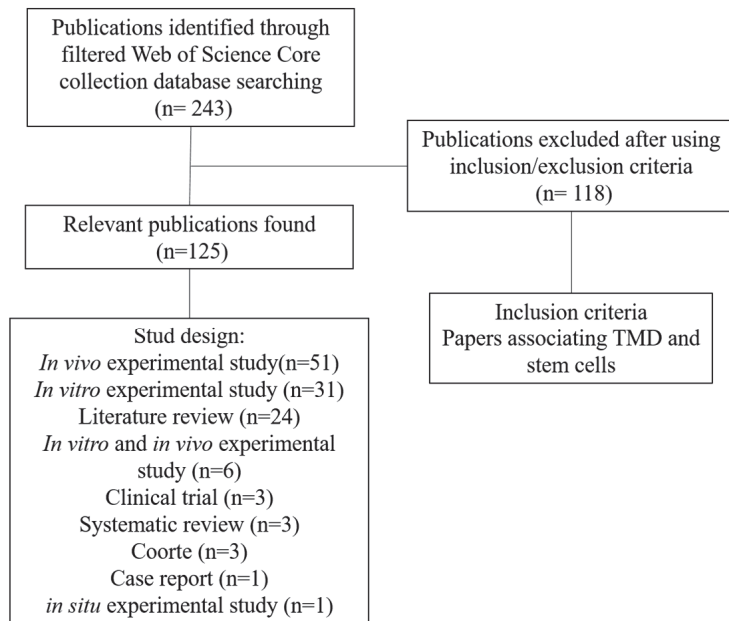 Publications identified through
filtered Web of Science Core
collection database searching
(n= 243)
Publications excluded after using
inclusion/exclusion criteria
(n= 118)
Relevant publications found
(n=125)
Inclusion criteria
Papers associating TMD and
stem cells
Stud design:
In vivo experimental study(n=51)
In vitro experimental study (n=31)
Literature review (n=24)
In vitro and in vivo experimental
study (n=6)
Clinical trial (n=3)
Systematic review (n=3)
Coorte (n=3)
Case report (n=1)
in situ experimental study (n=1)